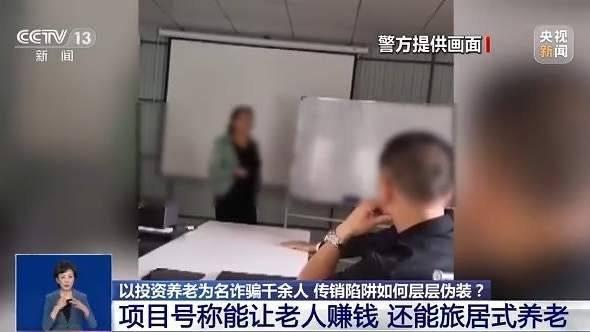 CCTV 13
新闻
警方提供画面
央视
新闻
以投资养老为名诈骗千余人 传销陷阱如何层层伪装？
项目号称能让老人赚钱 还能旅居式养老